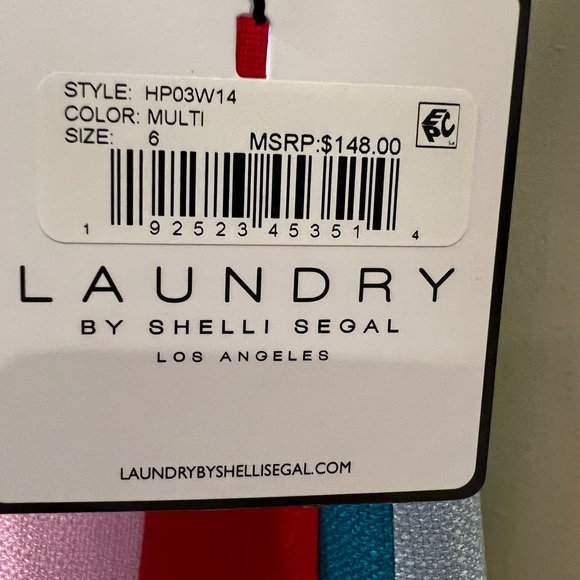 STYLE: HP03W14
COLOR: MULTI
SIZE: 6 MSRP:$148.00
EPC
1 92523 45351 4
LAUNDRY
BY SHELLI SEGAL
LOS ANGELES
LAUNDRYBYSHELLISEGAL.COM